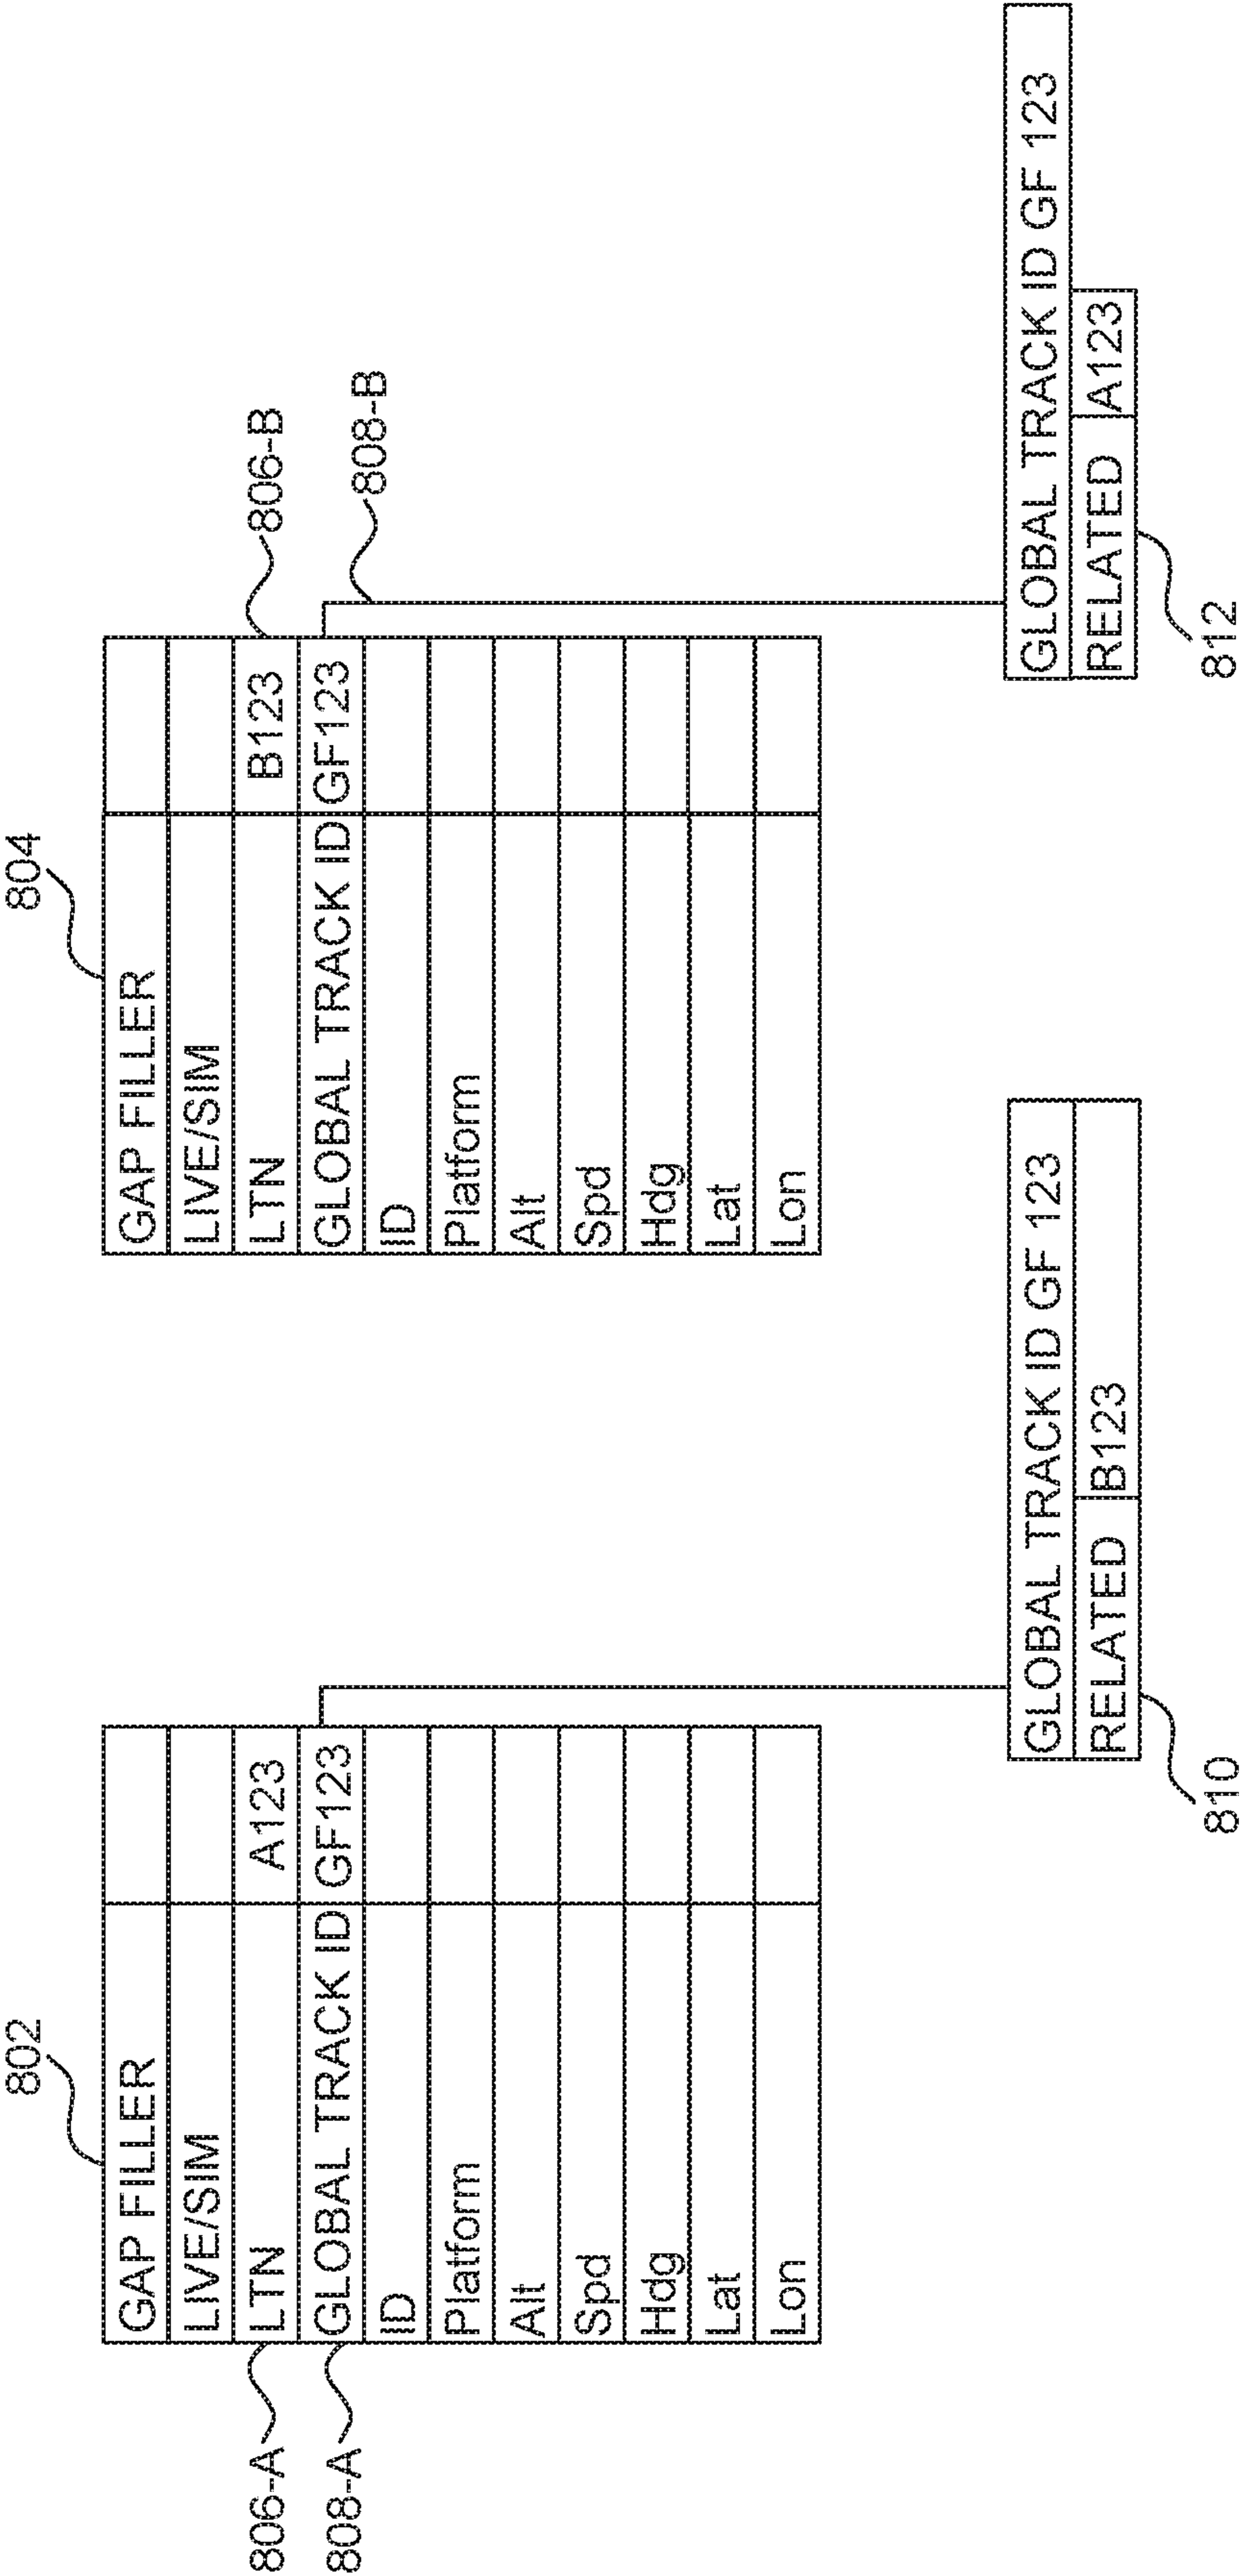 802
GAP FILLER
LIVE/SIM
806-A LTN A123
808-A GLOBAL TRACK ID GF123
ID
Platform
Alt
Spd
Hdg
Lat
Lon
GLOBAL TRACK ID GF 123
RELATED B123
810
804
GAP FILLER
LIVE/SIM
LTN B123 806-B
GLOBAL TRACK ID GF123
808-B
ID
Platform
Alt
Spd
Hdg
Lat
Lon
GLOBAL TRACK ID GF 123
RELATED A123
812